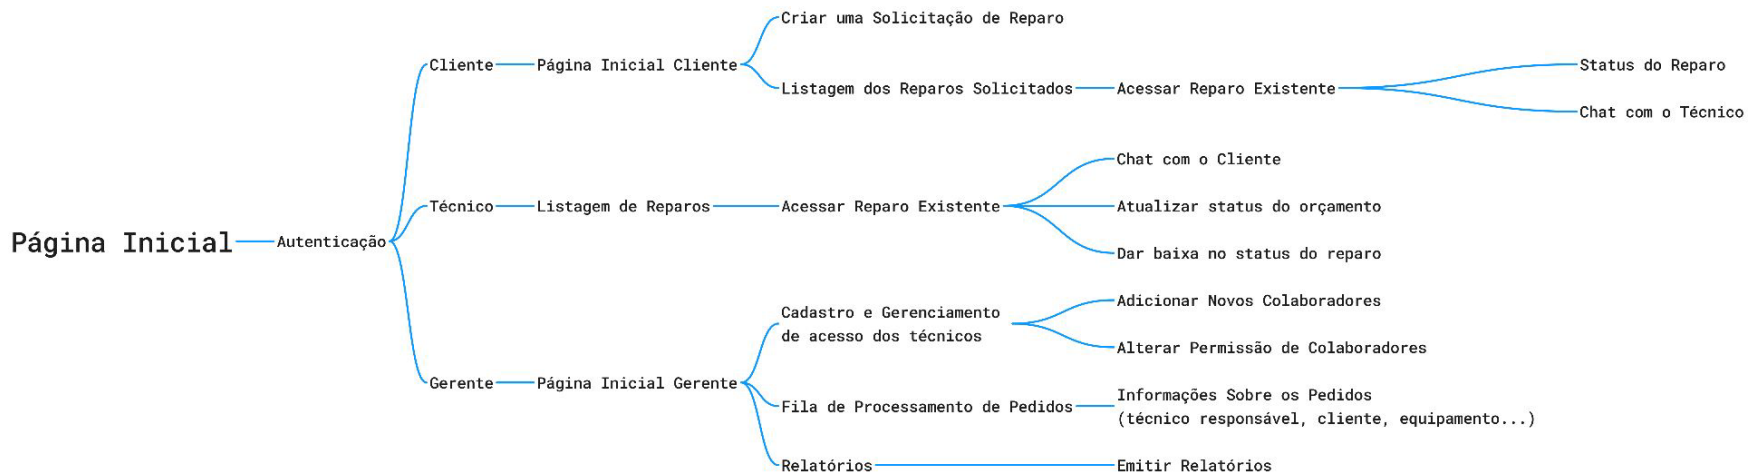 Página Inicial
Autenticação
Cliente
Página Inicial Cliente
Criar uma Solicitação de Reparo
Listagem dos Reparos Solicitados
Acessar Reparo Existente
Status do Reparo
Chat com o Técnico
Técnico
Listagem de Reparos
Acessar Reparo Existente
Chat com o Cliente
Atualizar status do orçamento
Dar baixa no status do reparo
Gerente
Página Inicial Gerente
Cadastro e Gerenciamento
de acesso dos técnicos
Adicionar Novos Colaboradores
Alterar Permissão de Colaboradores
Fila de Processamento de Pedidos
Informações Sobre os Pedidos
(técnico responsável, cliente, equipamento...)
Relatórios
Emitir Relatórios